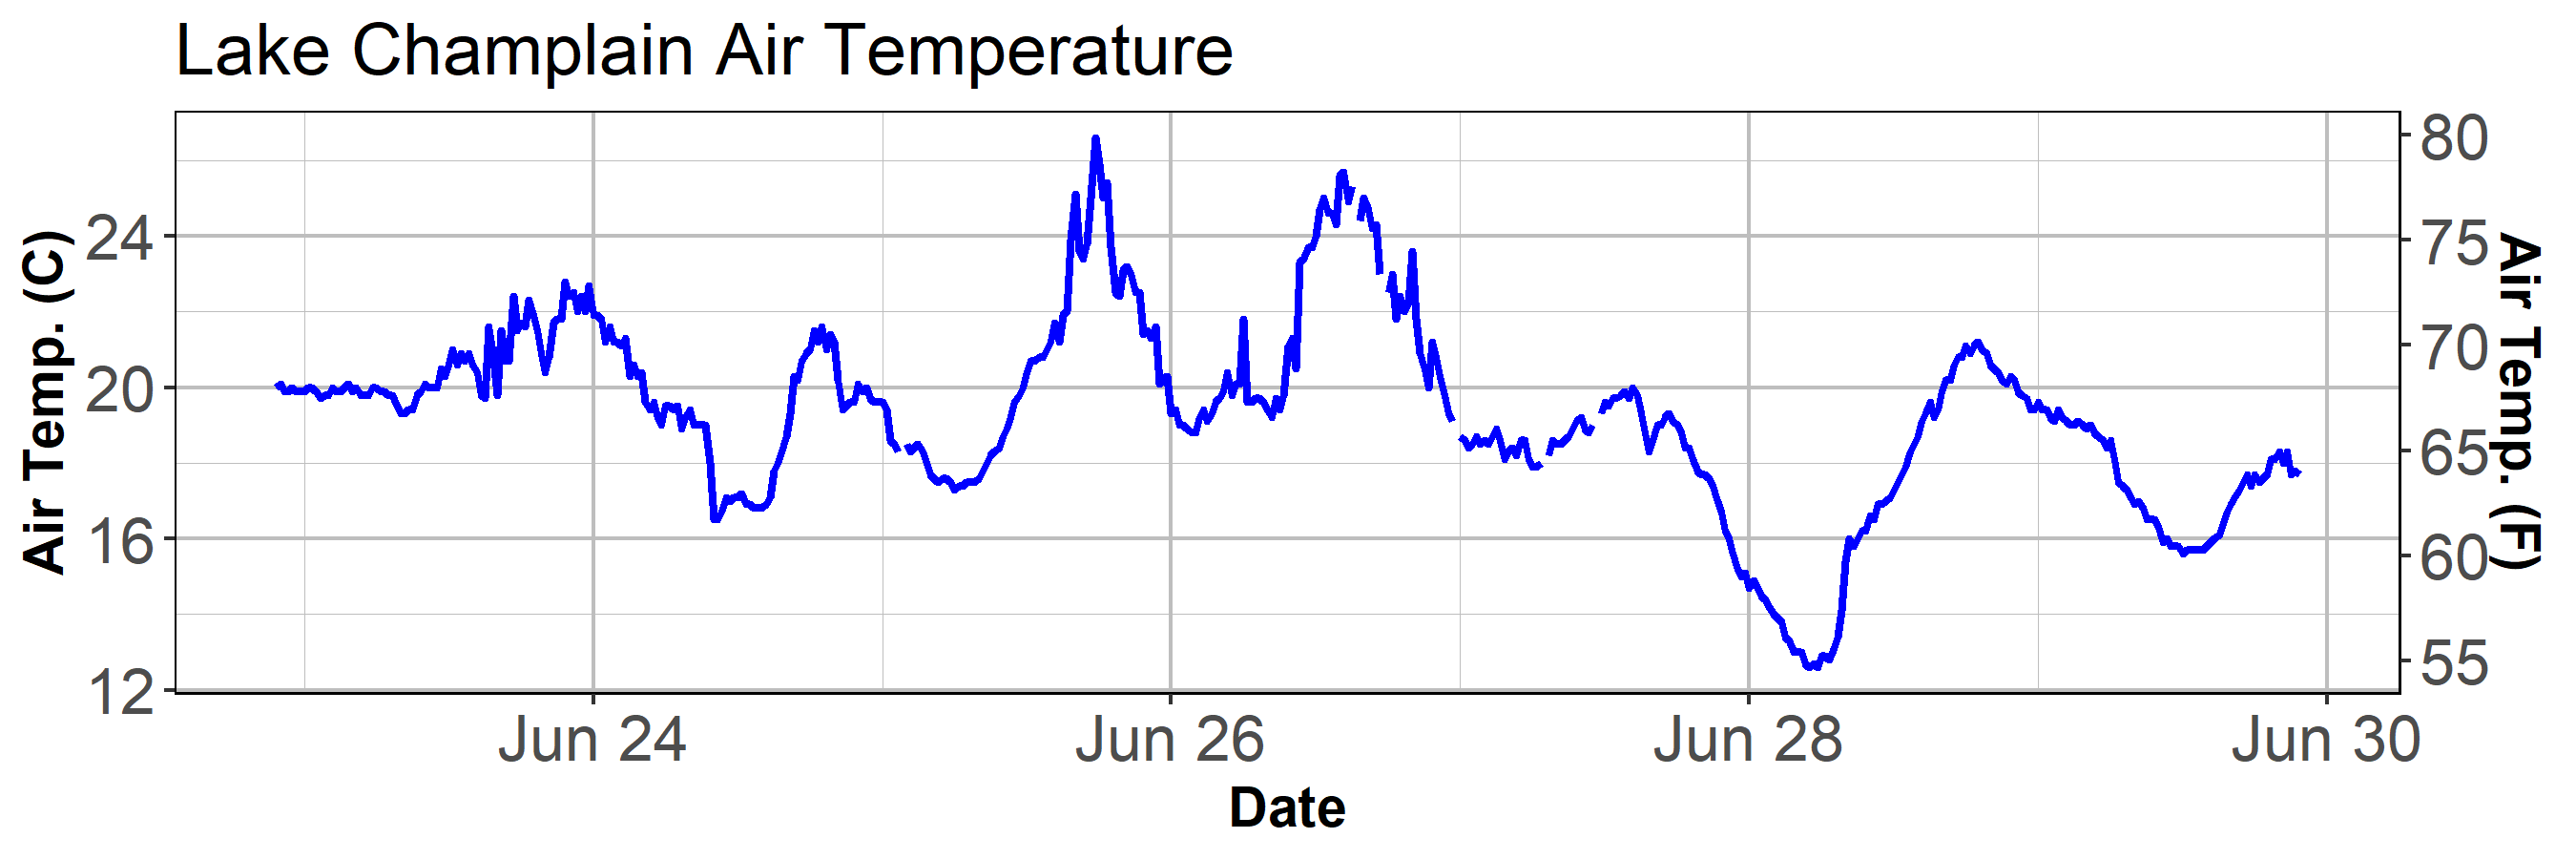 Lake Champlain Air Temperature
Air Temp. (C)
24
20
16
12
80
75
70
65
60
55
Air Temp. (F)
Jun 24
Jun 26
Jun 28
Jun 30
Date